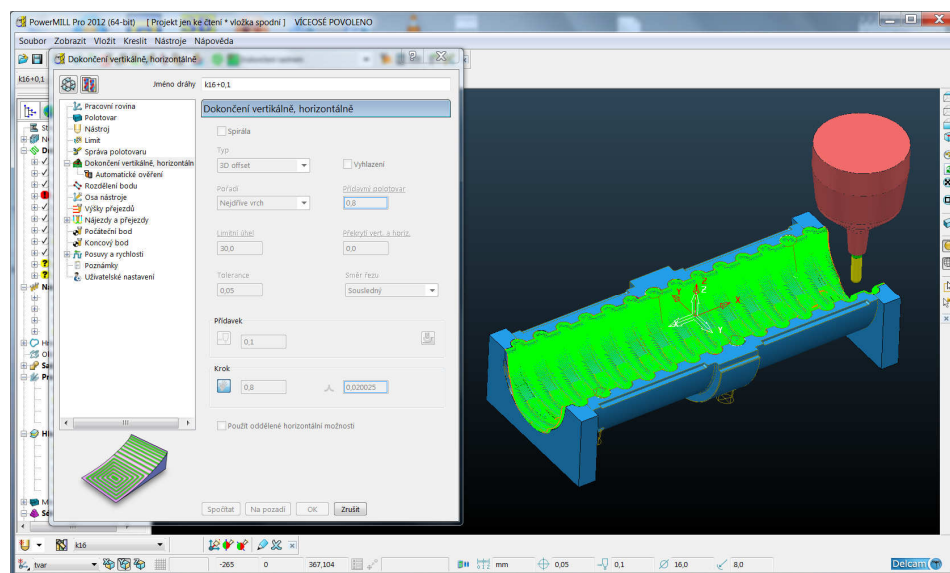 PowerMILL Pro 2012 (64-bit) [Projekt jen ke čtení * vložka spodní ] VÍCEOSÉ POVOLENO
Soubor Zobrazit Vložit Kreslit Nástroje Nápověda
Dokončení vertikálně, horizontálně
k16+0,1
Jméno dráhy k16+0,1
Pracovní rovina
Polotovar
Nástroj
Limit
Správa polotovaru
Dokončení vertikálně, horizontáln
Automatické ověření
Rozdělení bodu
Osa nástroje
Výšky přejezdů
Nájezdy a přejezdy
Počáteční bod
Koncový bod
Posuvy a rychlosti
Poznámky
Uživatelské nastavení
Dokončení vertikálně, horizontálně
Spirála
Typ
3D offset Vyhlazení
Pořadí Přídavný polotovar
Nejdříve vrch 0,8
Limitní úhel Překrytí vert. a horiz.
30,0 0,0
Tolerance Směr řezu
0,05 Sousledný
Přídavek
0,1
Krok
0,8 0,020025
Použít oddělené horizontální možnosti
Spočítat Na pozadí OK Zrušit
Z
Y X
Z
X Y
k16
tvar -265 0 367,104 mm 0,05 0,1 16,0 8,0 Delcam